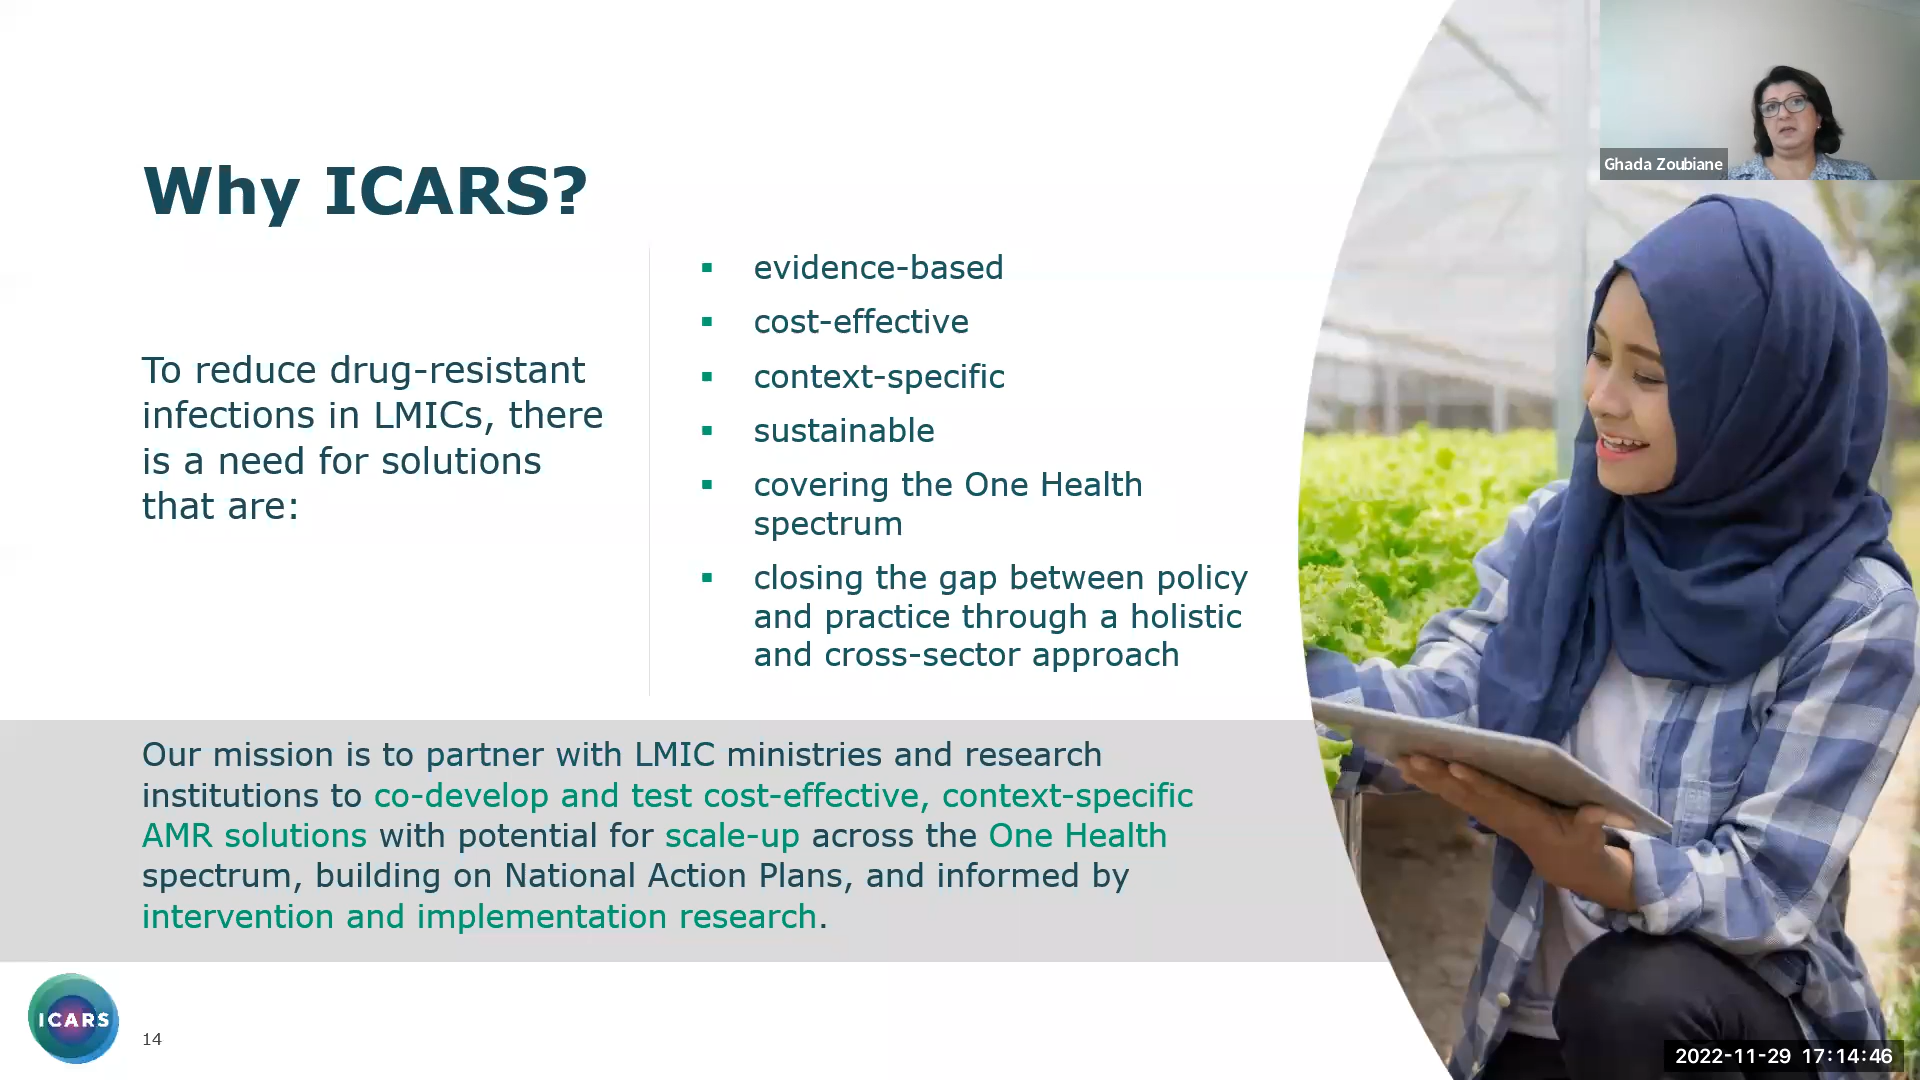 Ghada Zoubiane
Why ICARS?
To reduce drug-resistant
infections in LMICs, there
is a need for solutions
that are:
▪ evidence-based
▪ cost-effective
▪ context-specific
▪ sustainable
▪ covering the One Health
spectrum
▪ closing the gap between policy
and practice through a holistic
and cross-sector approach
Our mission is to partner with LMIC ministries and research
institutions to co-develop and test cost-effective, context-specific
AMR solutions with potential for scale-up across the One Health
spectrum, building on National Action Plans, and informed by
intervention and implementation research.
ICARS
14
2022-11-29 17:14:46